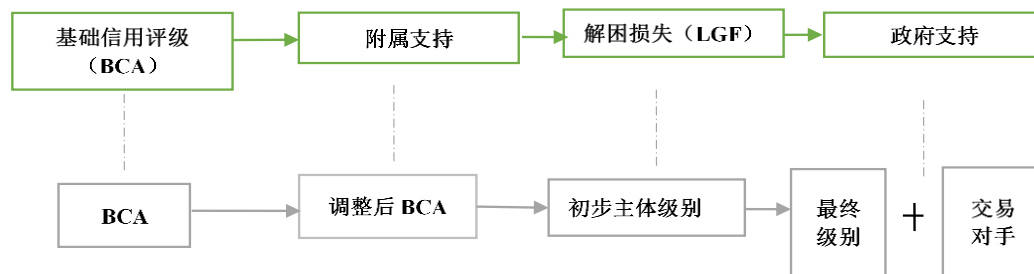 基础信用评级
（BCA）
附属支持
解困损失（LGF）
政府支持
BCA
调整后 BCA
初步主体级别
最终
级别
+
交易
对手